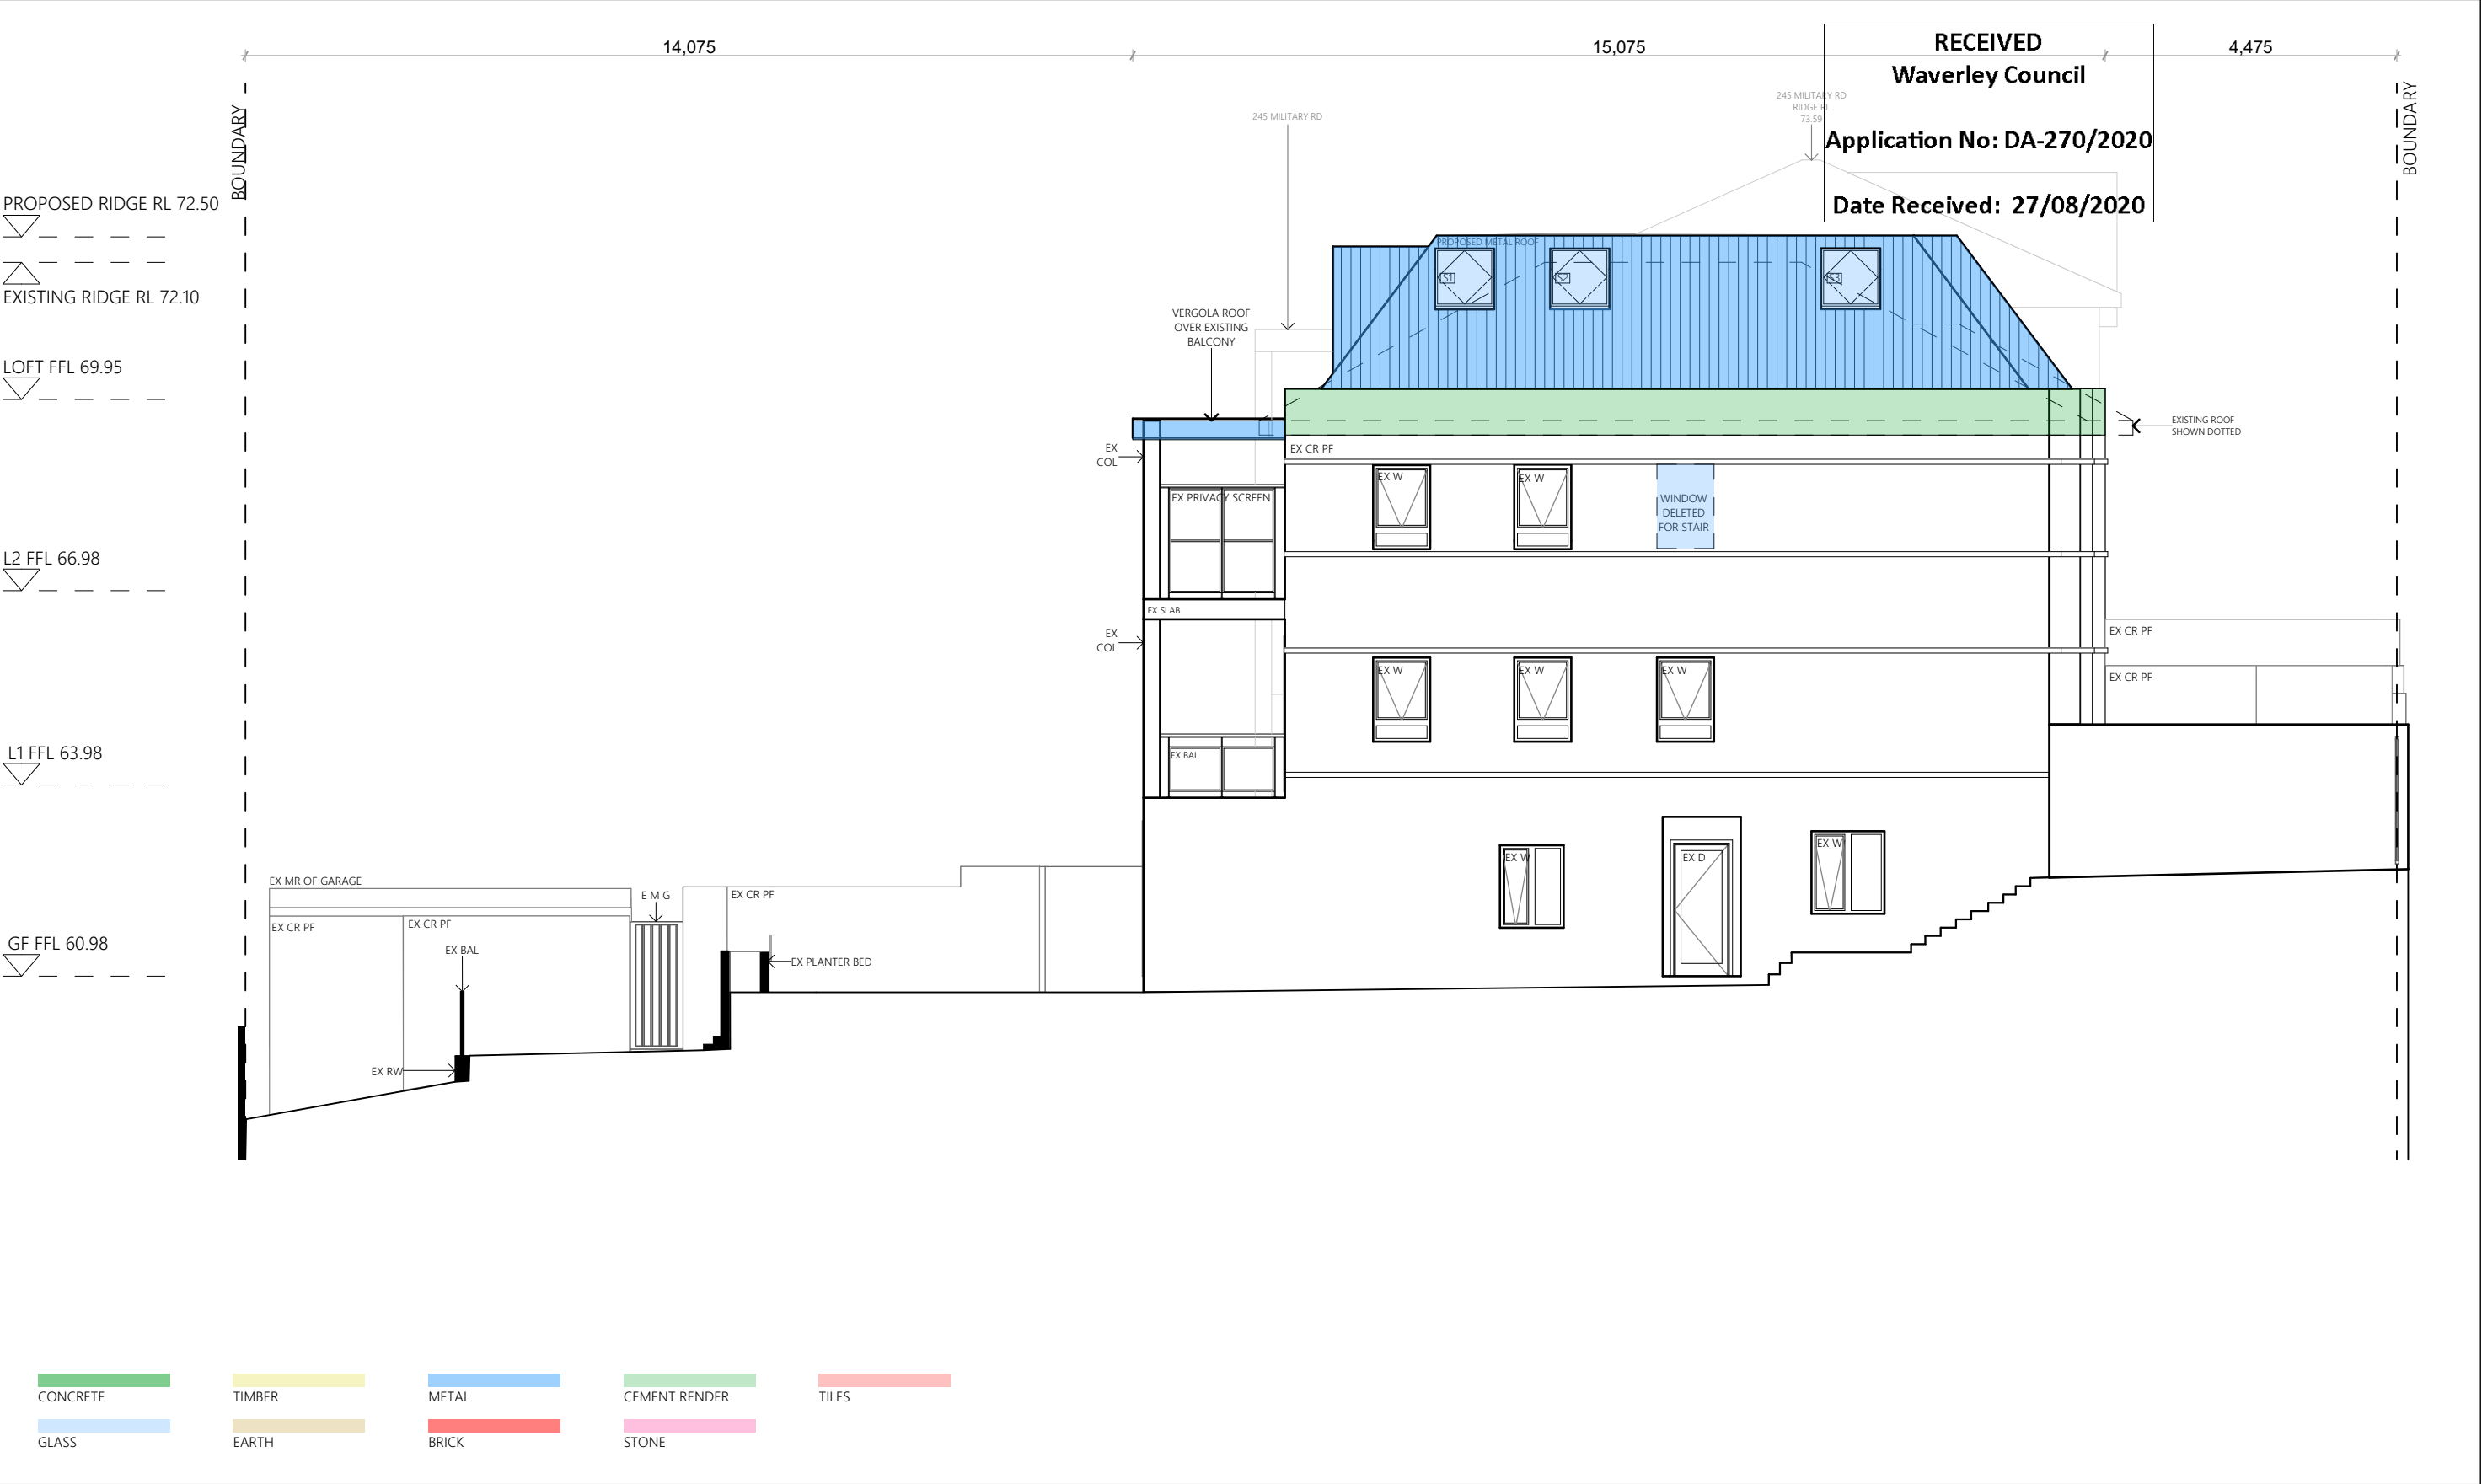 14,075
15,075
4,475
RECEIVED
Waverley Council
Application No: DA-270/2020
Date Received: 27/08/2020
BOUNDARY
BOUNDARY
245 MILITARY RD
245 MILITARY RD
RIDGE RL
73.59
PROPOSED RIDGE RL 72.50
EXISTING RIDGE RL 72.10
LOFT FFL 69.95
L2 FFL 66.98
L1 FFL 63.98
GF FFL 60.98
PROPOSED METAL ROOF
S1
S2
S3
VERGOLA ROOF
OVER EXISTING
BALCONY
EXISTING ROOF
SHOWN DOTTED
EX
COL
EX CR PF
EX W
EX W
EX PRIVACY SCREEN
WINDOW
DELETED
FOR STAIR
EX SLAB
EX
COL
EX CR PF
EX W
EX W
EX W
EX CR PF
EX BAL
EX W
EX D
EX W
EX MR OF GARAGE
E M G
EX CR PF
EX CR PF
EX CR PF
EX BAL
EX PLANTER BED
EX RW
CONCRETE
TIMBER
METAL
CEMENT RENDER
TILES
GLASS
EARTH
BRICK
STONE